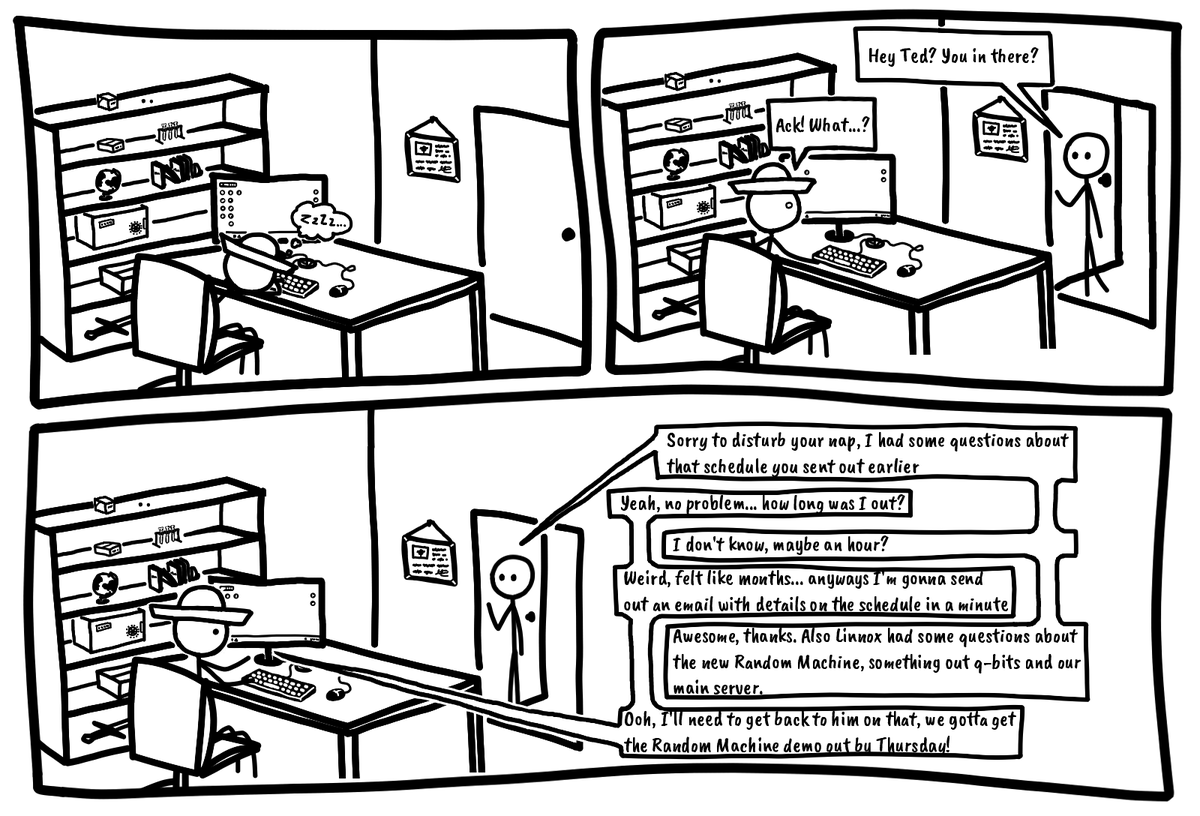 zzzz...
Hey Ted? You in there?
Ack! What...?
Sorry to disturb your nap, I had some questions about
that schedule you sent out earlier
Yeah, no problem... how long was I out?
I don't know, maybe an hour?
Weird, felt like months... anyways I'm gonna send
out an email with details on the schedule in a minute
Awesome, thanks. Also Linnox had some questions about
the new Random Machine, something out q-bits and our
main server.
Ooh, I'll need to get back to him on that, we gotta get
the Random Machine demo out by Thursday!